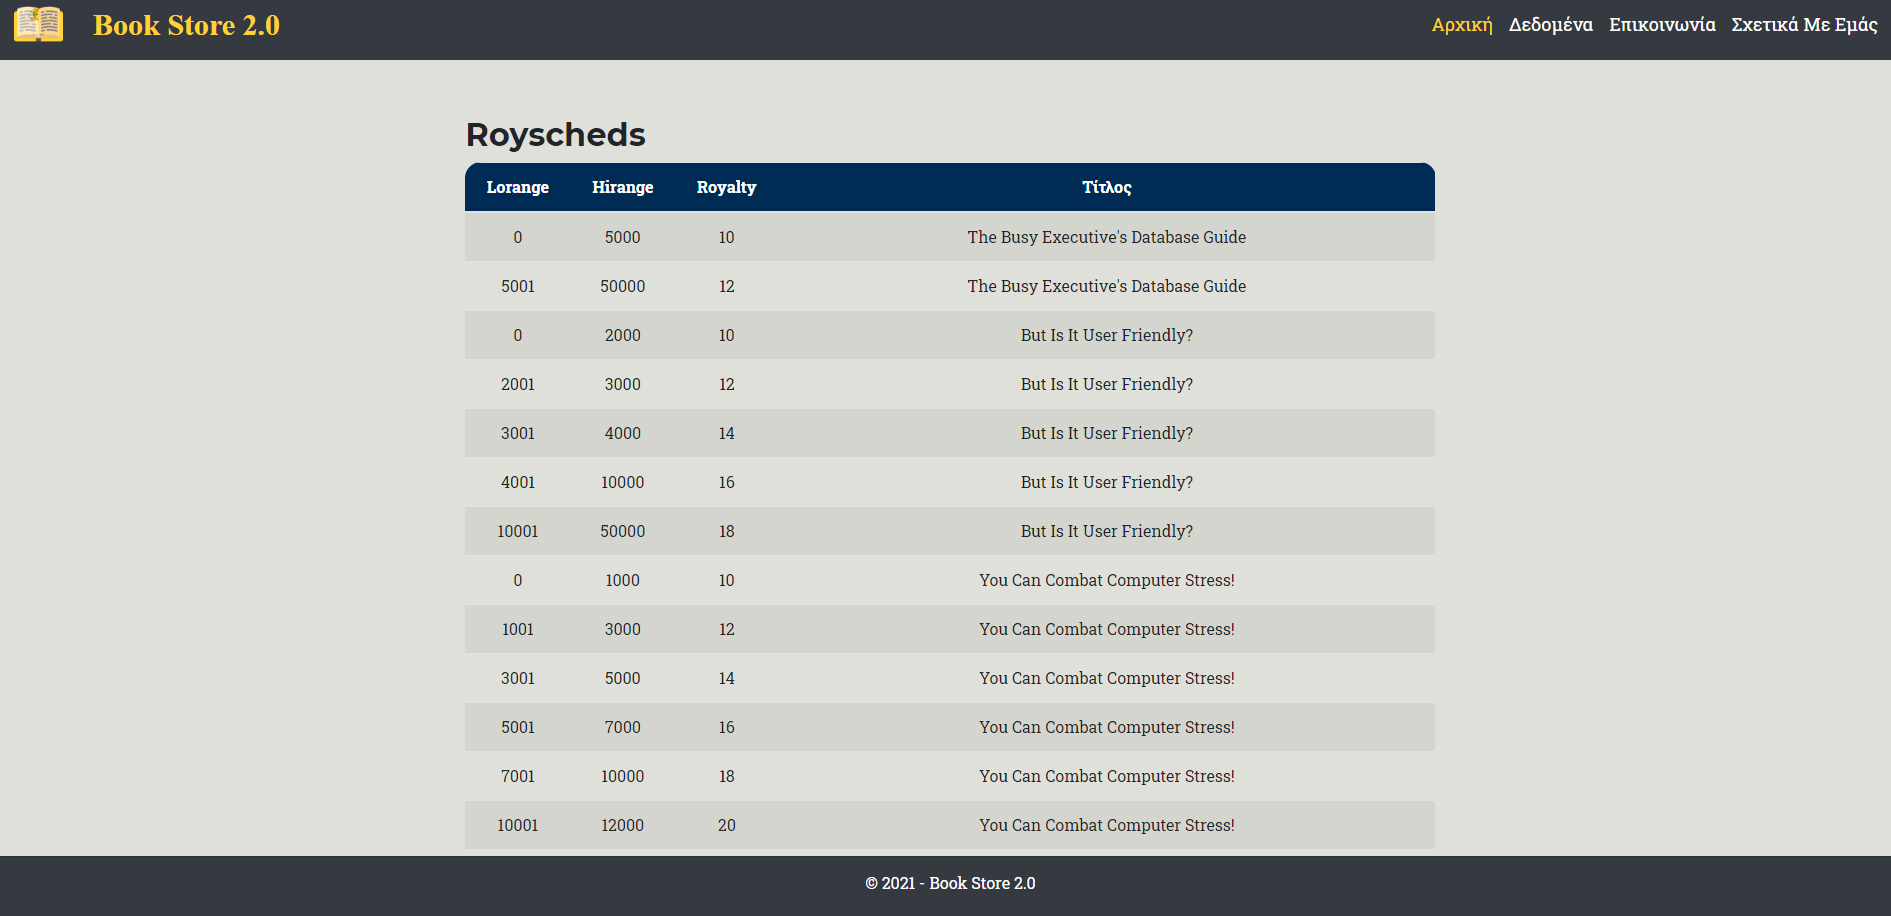 Book Store 2.0 Αρχική Δεδομένα Επικοινωνία Σχετικά Με Εμάς
Royscheds
Lorange Hirange Royalty Τίτλος
0 5000 10 The Busy Executive's Database Guide
5001 50000 12 The Busy Executive's Database Guide
0 2000 10 But Is It User Friendly?
2001 3000 12 But Is It User Friendly?
3001 4000 14 But Is It User Friendly?
4001 10000 16 But Is It User Friendly?
10001 50000 18 But Is It User Friendly?
0 1000 10 You Can Combat Computer Stress!
1001 3000 12 You Can Combat Computer Stress!
3001 5000 14 You Can Combat Computer Stress!
5001 7000 16 You Can Combat Computer Stress!
7001 10000 18 You Can Combat Computer Stress!
10001 12000 20 You Can Combat Computer Stress!
© 2021 - Book Store 2.0